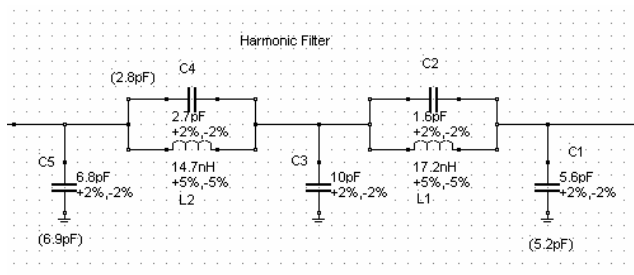 Harmonic Filter
C4
C2
(2.8pF)
2.7pF
+2%,-2%
1.6pF
+2%,-2%
C5
6.8pF
+2%,-2%
14.7nH
+5%,-5%
L2
C3
10pF
+2%,-2%
17.2nH
+5%,-5%
L1
C1
5.6pF
+2%,-2%
(6.9pF)
(5.2pF)